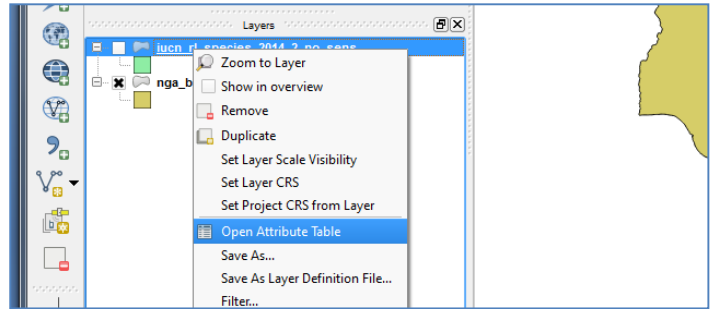 Layers
iucn_rl_species_2014_2_no_sens
Zoom to Layer
nga_b
Show in overview
Remove
Duplicate
Set Layer Scale Visibility
Set Layer CRS
Set Project CRS from Layer
Open Attribute Table
Save As...
Save As Layer Definition File...
Filter...